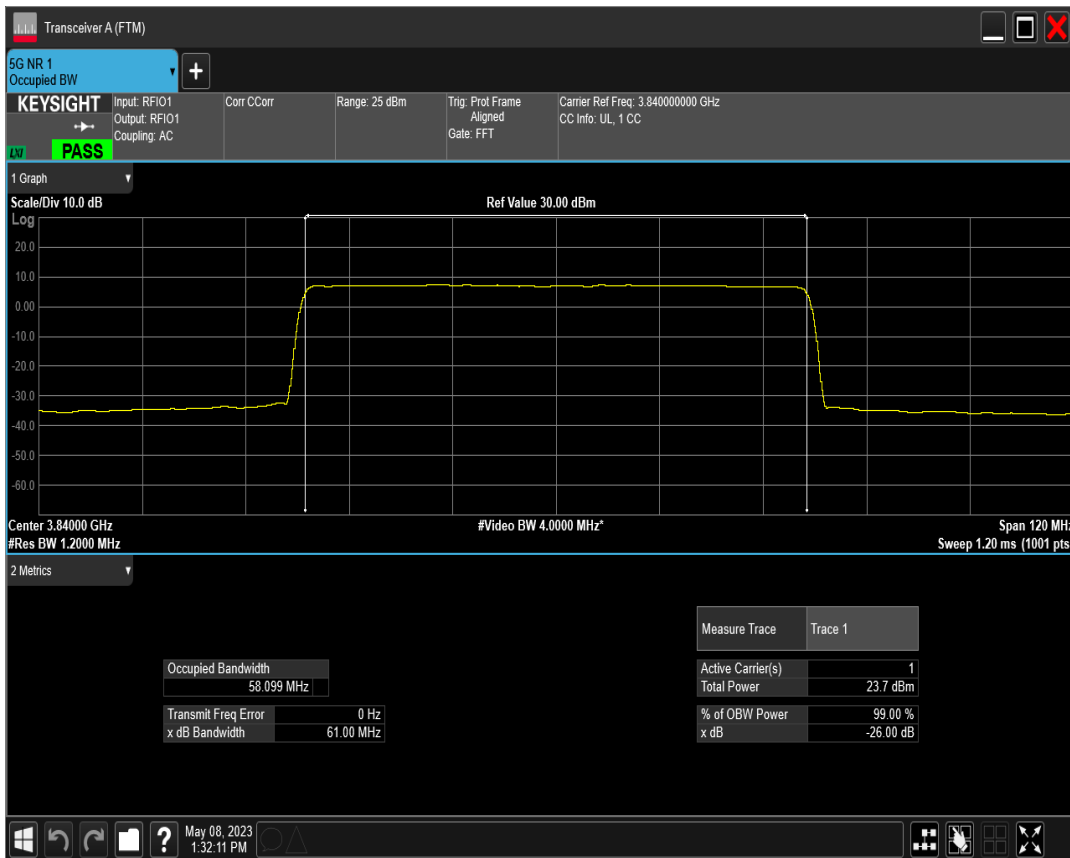 Transceiver A (FTM)
5G NR 1
Occupied BW
+
KEYSIGHT
LXI
PASS
Input: RFIO1
Output: RFIO1
Coupling: AC
Corr CCorr
Range: 25 dBm
Trig: Prot Frame
Aligned
Gate: FFT
Carrier Ref Freq: 3.840000000 GHz
CC Info: UL, 1 CC
1 Graph
Scale/Div 10.0 dB
Ref Value 30.00 dBm
Log
20.0
10.0
0.00
-10.0
-20.0
-30.0
-40.0
-50.0
-60.0
Center 3.84000 GHz
#Video BW 4.0000 MHz*
Span 120 MHz
#Res BW 1.2000 MHz
Sweep 1.20 ms (1001 pts
2 Metrics
Measure Trace Trace 1
Occupied Bandwidth
58.099 MHz
Active Carrier(s) 1
Total Power 23.7 dBm
Transmit Freq Error 0 Hz
x dB Bandwidth 61.00 MHz
% of OBW Power 99.00 %
x dB -26.00 dB
?
May 08, 2023
1:32:11 PM